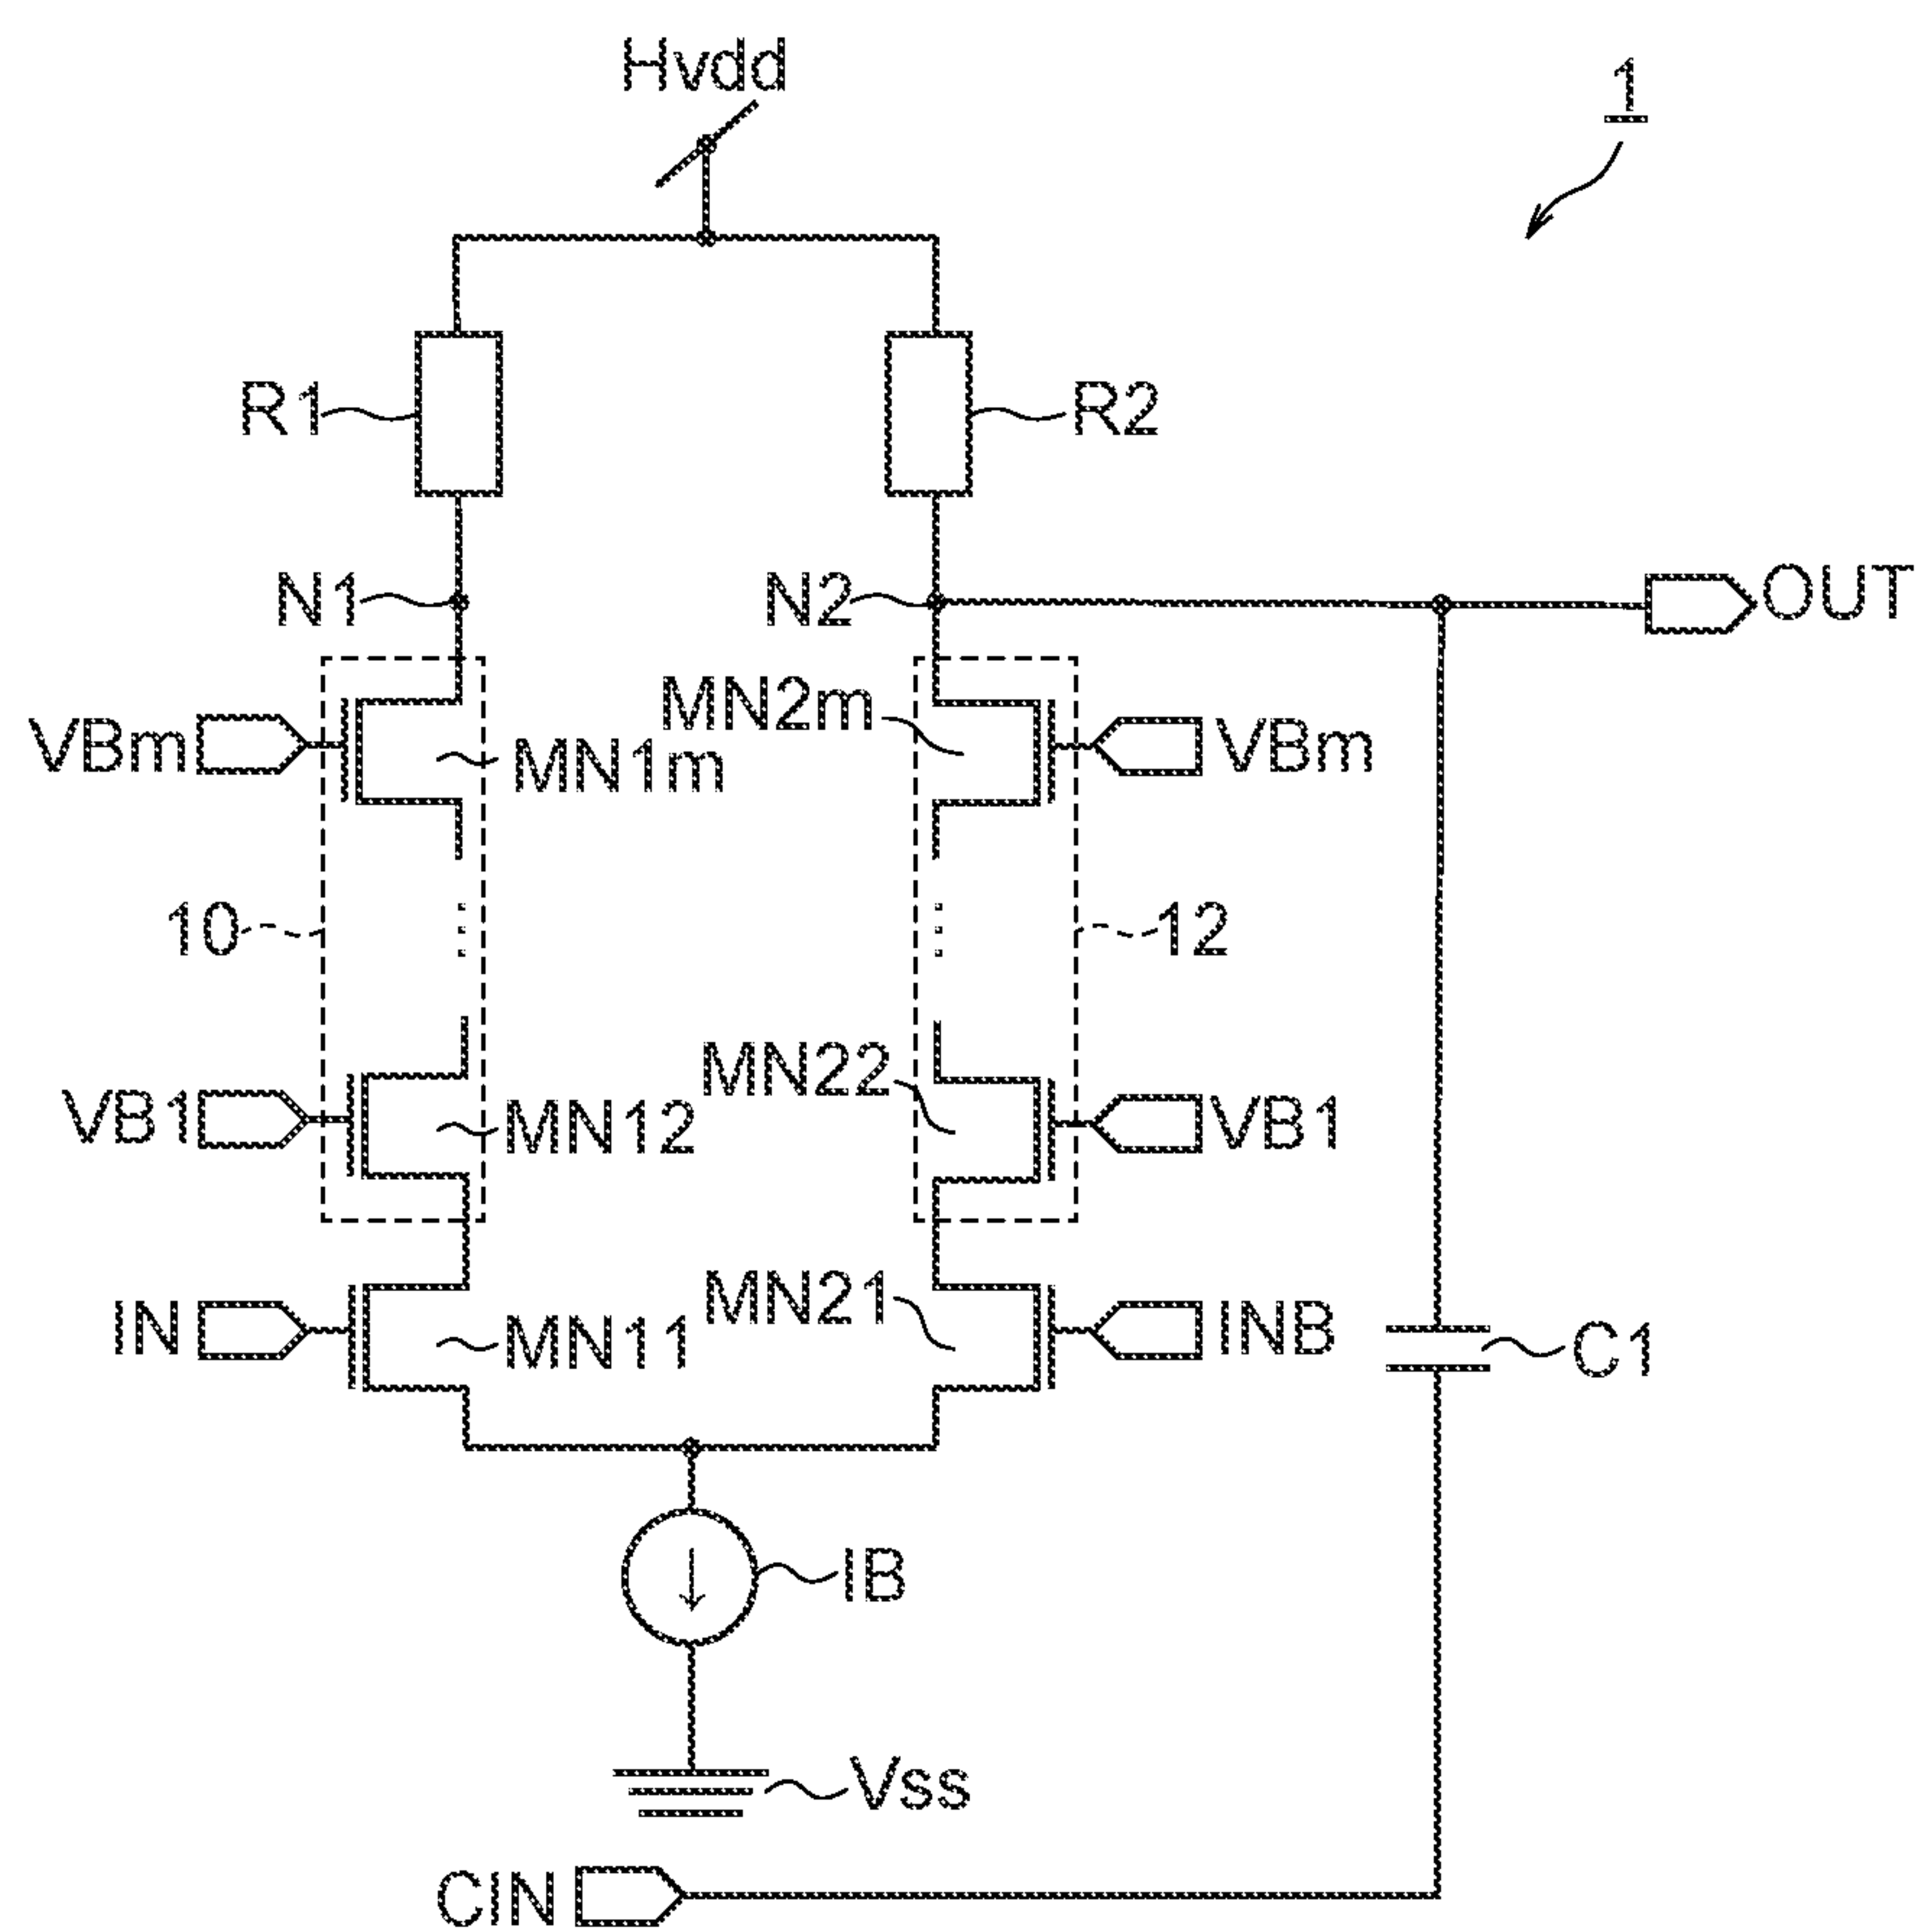 Hvdd
1
R1
R2
N1
N2
OUT
VBm
MN1m
MN2m
VBm
10
12
VB1
MN12
MN22
VB1
IN
MN11
MN21
INB
C1
IB
Vss
CIN